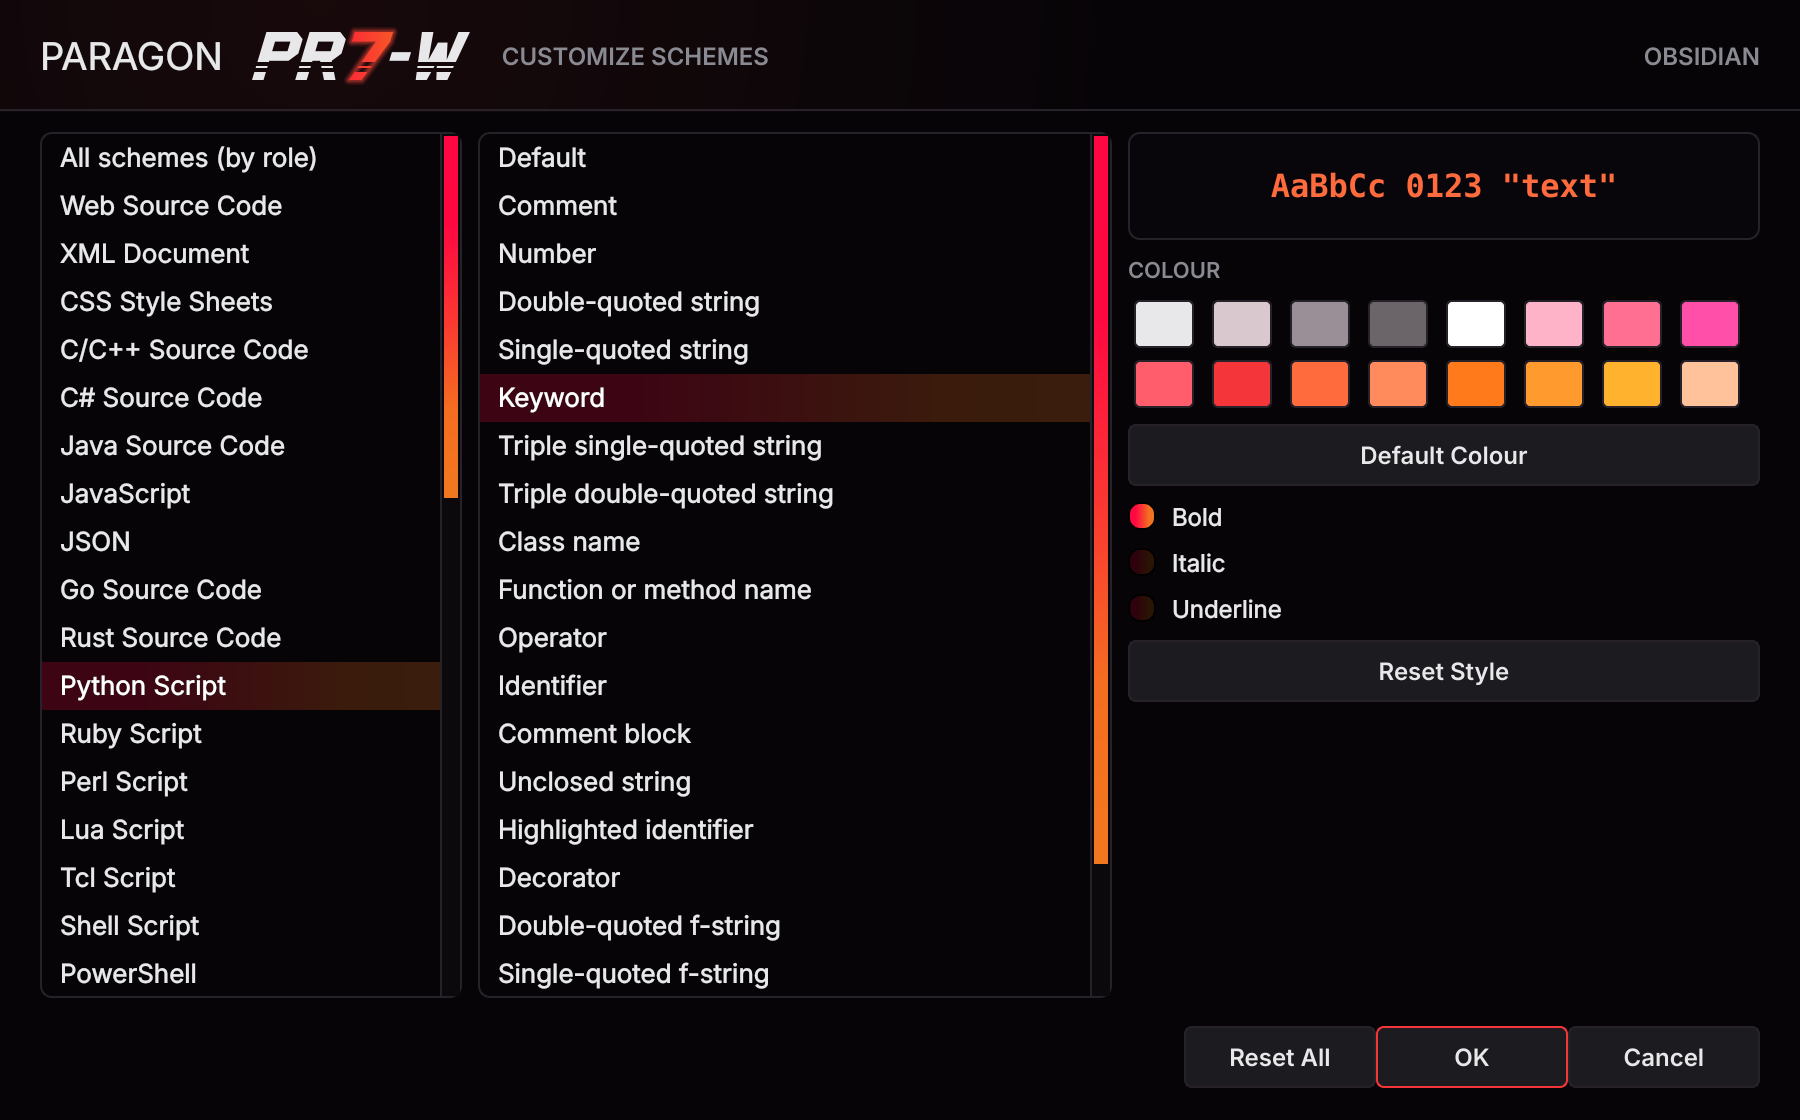 PARAGON PR7-W CUSTOMIZE SCHEMES OBSIDIAN
All schemes (by role)
Web Source Code
XML Document
CSS Style Sheets
C/C++ Source Code
C# Source Code
Java Source Code
JavaScript
JSON
Go Source Code
Rust Source Code
Python Script
Ruby Script
Perl Script
Lua Script
Tcl Script
Shell Script
PowerShell
Default
Comment
Number
Double-quoted string
Single-quoted string
Keyword
Triple single-quoted string
Triple double-quoted string
Class name
Function or method name
Operator
Identifier
Comment block
Unclosed string
Highlighted identifier
Decorator
Double-quoted f-string
Single-quoted f-string
AaBbCc 0123 "text"
COLOUR
Default Colour
Bold
Italic
Underline
Reset Style
Reset All OK Cancel